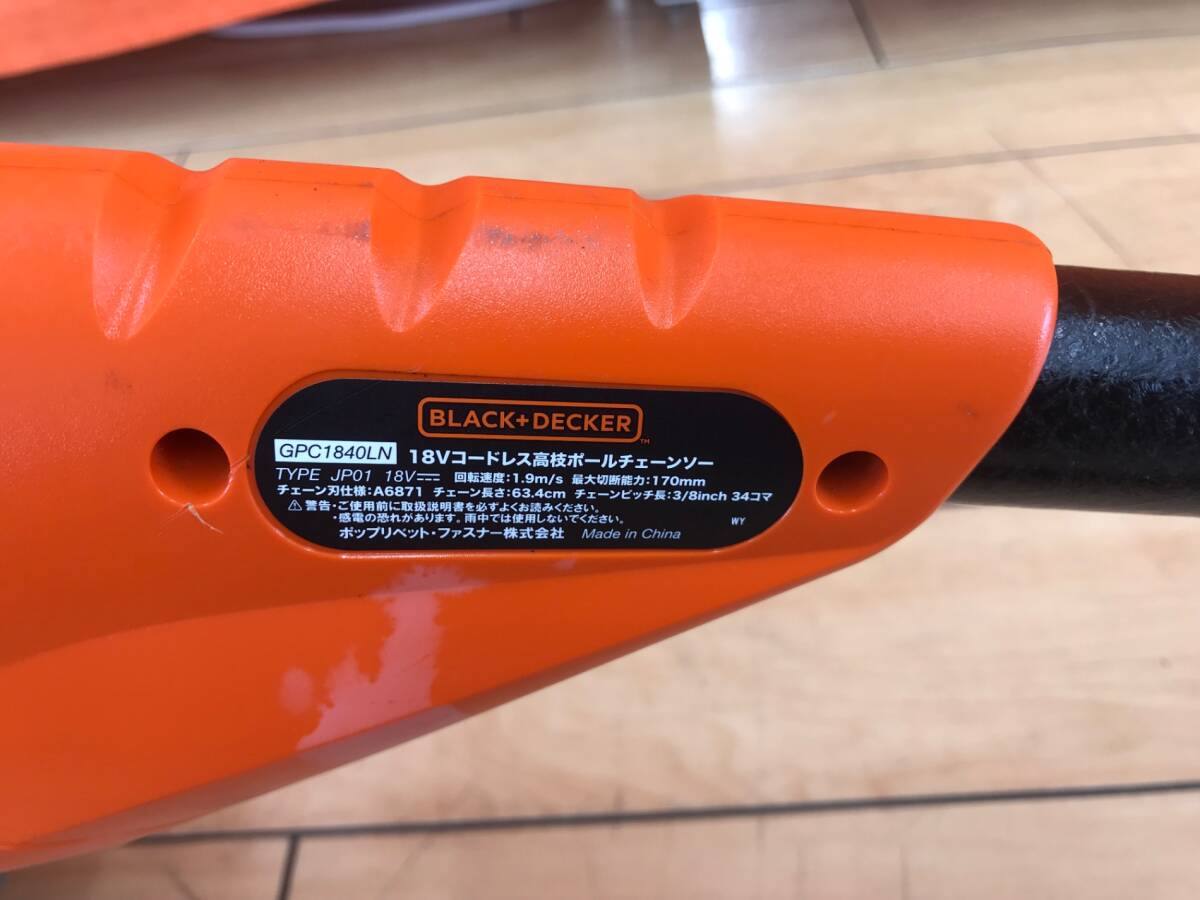 BLACK+DECKER™
GPC1840LN 18Vコードレス高枝ポールチェーンソー
TYPE JP01 18V⎓ 回転速度:1.9m/s 最大切断能力:170mm
チェーン刃仕様:A6871 チェーン長さ:63.4cm チェーンピッチ長:3/8inch 34コマ
⚠警告・ご使用前に取扱説明書を必ずよくお読みください。
・感電の恐れがあります。雨中では使用しないでください。 WY
ポップリベット・ファスナー株式会社 Made in China